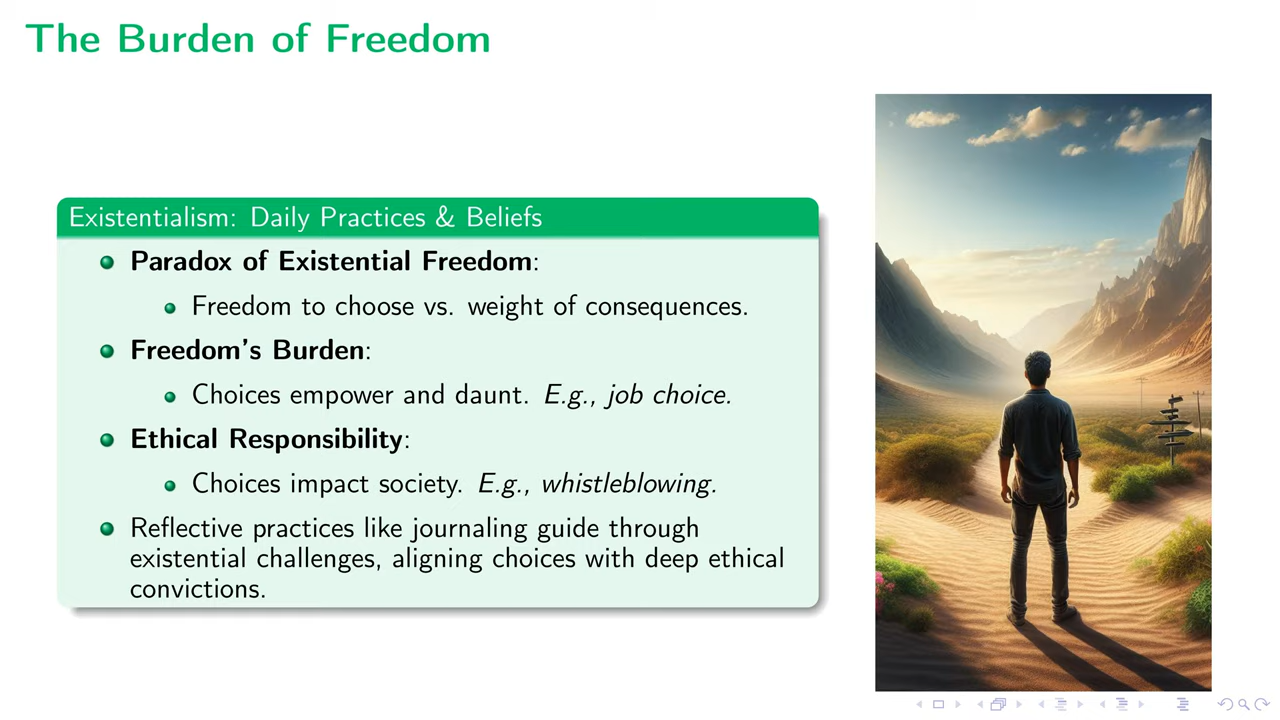 The Burden of Freedom
Existentialism: Daily Practices & Beliefs
Paradox of Existential Freedom:
Freedom to choose vs. weight of consequences.
Freedom's Burden:
Choices empower and daunt. E.g., job choice.
Ethical Responsibility:
Choices impact society. E.g., whistleblowing.
Reflective practices like journaling guide through
existential challenges, aligning choices with deep ethical
convictions.